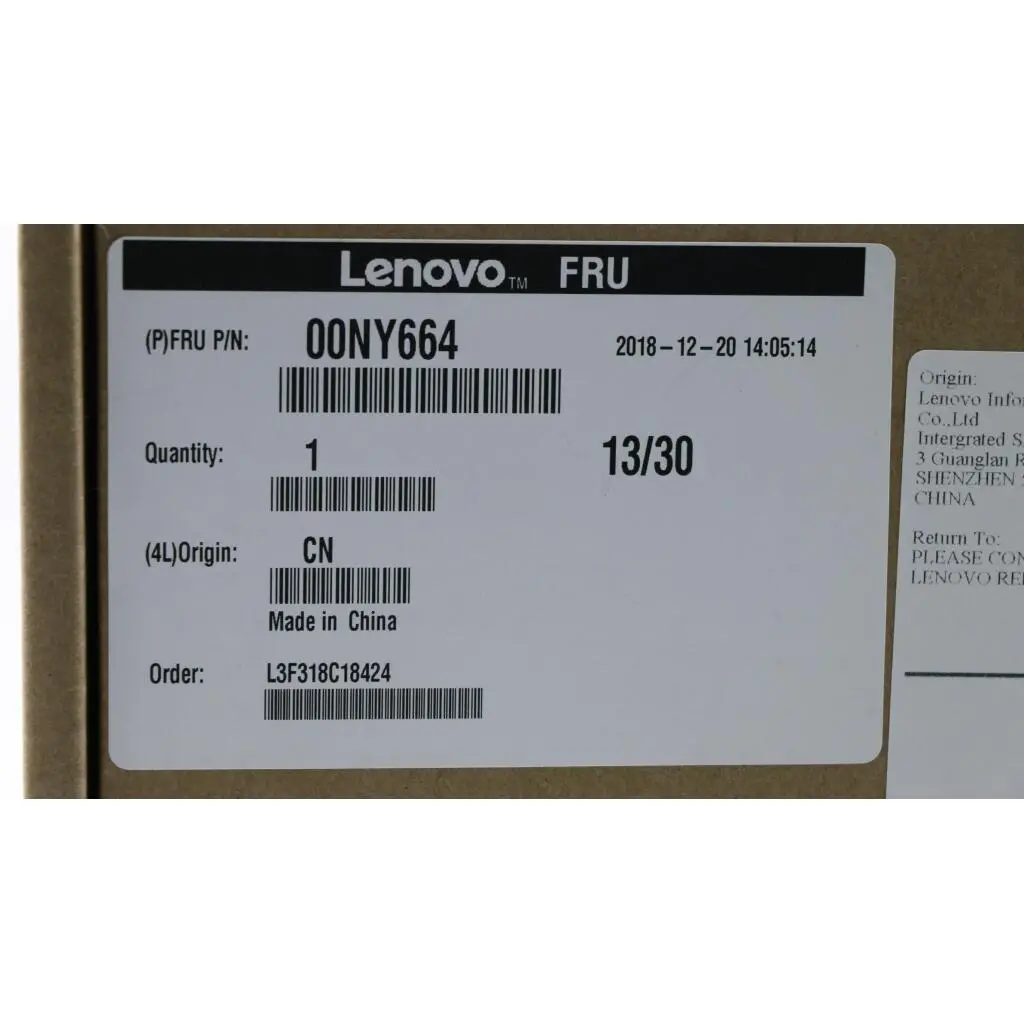 Lenovo™ FRU
(P)FRU P/N: 00NY664 2018-12-20 14:05:14
Quantity: 1 13/30
(4L)Origin: CN
Made in China
Order: L3F318C18424
Origin:
Lenovo
Co.,Ltd
Intergrated
3 Guanglan
SHENZHEN
CHINA
Return To:
PLEASE
LENOVO